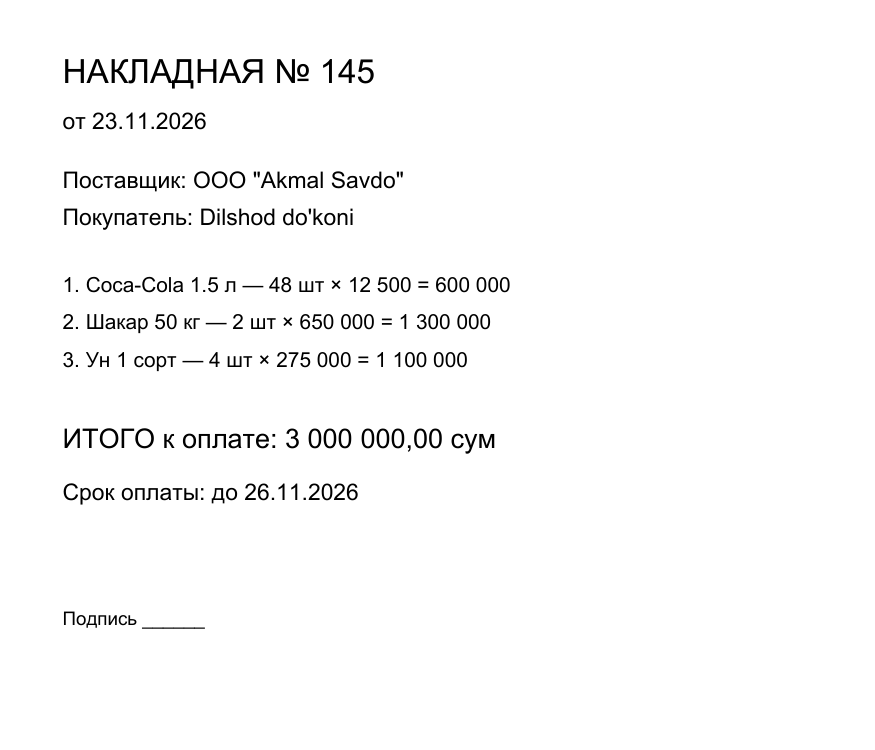 НАКЛАДНАЯ № 145
от 23.11.2026
Поставщик: ООО "Akmal Savdo"
Покупатель: Dilshod do'koni
1. Coca-Cola 1.5 л — 48 шт × 12 500 = 600 000
2. Шакар 50 кг — 2 шт × 650 000 = 1 300 000
3. Ун 1 сорт — 4 шт × 275 000 = 1 100 000
ИТОГО к оплате: 3 000 000,00 сум
Срок оплаты: до 26.11.2026
Подпись ______